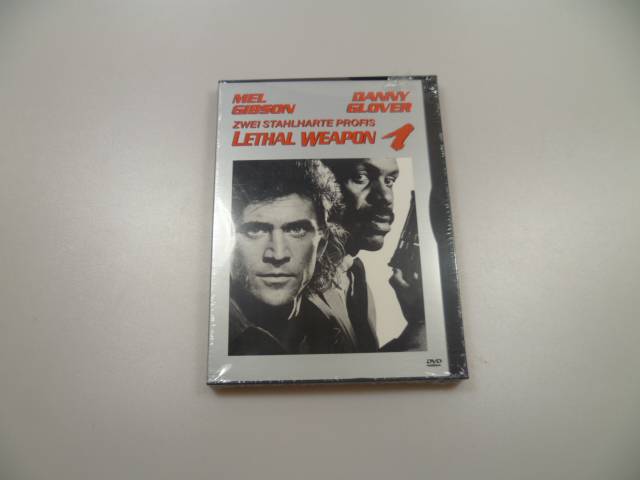 MEL DANNY
GIBSON GLOVER
ZWEI STAHLHARTE PROFIS
LETHAL WEAPON 1
DVD